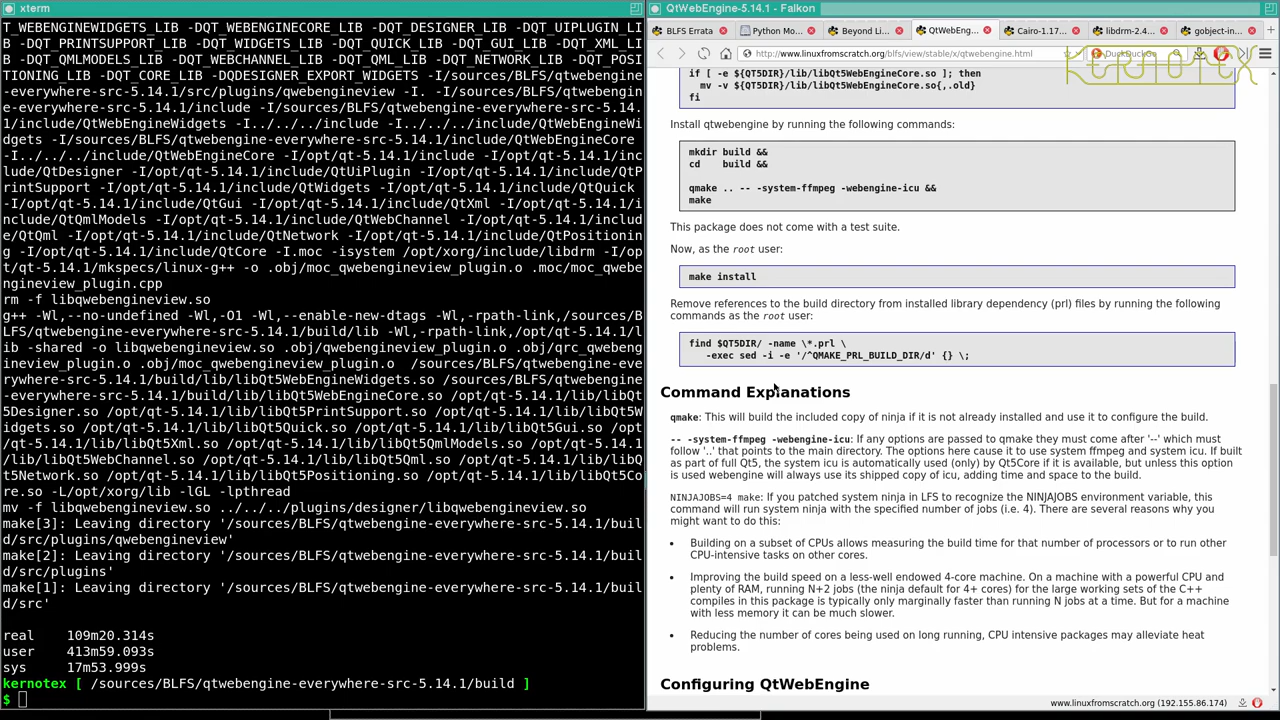 xterm
T_WEBENGINEWIDGETS_LIB -DQT_WEBENGINECORE_LIB -DQT_DESIGNER_LIB -DQT_UIPLUGIN_LI
B -DQT_PRINTSUPPORT_LIB -DQT_WIDGETS_LIB -DQT_QUICK_LIB -DQT_GUI_LIB -DQT_XML_LI
B -DQT_QMLMODELS_LIB -DQT_WEBCHANNEL_LIB -DQT_QML_LIB -DQT_NETWORK_LIB -DQT_POSI
TIONING_LIB -DQT_CORE_LIB -DQDESIGNER_EXPORT_WIDGETS -I/sources/BLFS/qtwebengine
-everywhere-src-5.14.1/src/plugins/qwebengineview -I. -I/sources/BLFS/qtwebengin
e-everywhere-src-5.14.1/include -I/sources/BLFS/qtwebengine-everywhere-src-5.14.
1/include/QtWebEngineWidgets -I../../../include -I../../../include/QtWebEngineWi
dgets -I/sources/BLFS/qtwebengine-everywhere-src-5.14.1/include/QtWebEngineCore 
-I../../../include/QtWebEngineCore -I/opt/qt-5.14.1/include -I/opt/qt-5.14.1/inc
lude/QtDesigner -I/opt/qt-5.14.1/include/QtUiPlugin -I/opt/qt-5.14.1/include/QtP
rintSupport -I/opt/qt-5.14.1/include/QtWidgets -I/opt/qt-5.14.1/include/QtQuick 
-I/opt/qt-5.14.1/include/QtGui -I/opt/qt-5.14.1/include/QtXml -I/opt/qt-5.14.1/i
nclude/QtQmlModels -I/opt/qt-5.14.1/include/QtWebChannel -I/opt/qt-5.14.1/includ
e/QtQml -I/opt/qt-5.14.1/include/QtNetwork -I/opt/qt-5.14.1/include/QtPositionin
g -I/opt/qt-5.14.1/include/QtCore -I.moc -isystem /opt/xorg/include/libdrm -I/op
t/qt-5.14.1/mkspecs/linux-g++ -o .obj/moc_qwebengineview_plugin.o .moc/moc_qwebe
ngineview_plugin.cpp
rm -f libqwebengineview.so
g++ -Wl,--no-undefined -Wl,-O1 -Wl,--enable-new-dtags -Wl,-rpath-link,/sources/B
LFS/qtwebengine-everywhere-src-5.14.1/build/lib -Wl,-rpath-link,/opt/qt-5.14.1/l
ib -shared -o libqwebengineview.so .obj/qwebengineview_plugin.o .obj/qrc_qwebeng
ineview_plugin.o .obj/moc_qwebengineview_plugin.o  /sources/BLFS/qtwebengine-eve
rywhere-src-5.14.1/build/lib/libQt5WebEngineWidgets.so /sources/BLFS/qtwebengine
-everywhere-src-5.14.1/build/lib/libQt5WebEngineCore.so /opt/qt-5.14.1/lib/libQt
5Designer.so /opt/qt-5.14.1/lib/libQt5PrintSupport.so /opt/qt-5.14.1/lib/libQt5W
idgets.so /opt/qt-5.14.1/lib/libQt5Quick.so /opt/qt-5.14.1/lib/libQt5Gui.so /opt
/qt-5.14.1/lib/libQt5Xml.so /opt/qt-5.14.1/lib/libQt5QmlModels.so /opt/qt-5.14.1
/lib/libQt5WebChannel.so /opt/qt-5.14.1/lib/libQt5Qml.so /opt/qt-5.14.1/lib/libQ
t5Network.so /opt/qt-5.14.1/lib/libQt5Positioning.so /opt/qt-5.14.1/lib/libQt5Co
re.so -L/opt/xorg/lib -lGL -lpthread
mv -f libqwebengineview.so ../../../plugins/designer/libqwebengineview.so
make[3]: Leaving directory '/sources/BLFS/qtwebengine-everywhere-src-5.14.1/buil
d/src/plugins/qwebengineview'
make[2]: Leaving directory '/sources/BLFS/qtwebengine-everywhere-src-5.14.1/buil
d/src/plugins'
make[1]: Leaving directory '/sources/BLFS/qtwebengine-everywhere-src-5.14.1/buil
d/src'
real    109m20.314s
user    413m59.093s
sys     17m53.999s
kernotex [ /sources/BLFS/qtwebengine-everywhere-src-5.14.1/build ]
$
QtWebEngine-5.14.1 - Falkon
BLFS Errata
Python Mo...
Beyond Li...
QtWebEng...
Cairo-1.17...
libdrm-2.4...
gobject-in...
http://www.linuxfromscratch.org/blfs/view/stable/x/qtwebengine.html
DuckDuckGo
KERNOTEX
if [ -e ${QT5DIR}/lib/libQt5WebEngineCore.so ]; then
mv -v ${QT5DIR}/lib/libQt5WebEngineCore.so{,.old}
fi
Install qtwebengine by running the following commands:
mkdir build &&
cd    build &&
qmake .. -- -system-ffmpeg -webengine-icu &&
make
This package does not come with a test suite.
Now, as the root user:
make install
Remove references to the build directory from installed library dependency (prl) files by running the following
commands as the root user:
find $QT5DIR/ -name \*.prl \
-exec sed -i -e '/^QMAKE_PRL_BUILD_DIR/d' {} \;
Command Explanations
qmake: This will build the included copy of ninja if it is not already installed and use it to configure the build.
-- -system-ffmpeg -webengine-icu: If any options are passed to qmake they must come after '--' which must
follow '..' that points to the main directory. The options here cause it to use system ffmpeg and system icu. If built
as part of full Qt5, the system icu is automatically used (only) by Qt5Core if it is available, but unless this option
is used webengine will always use its shipped copy of icu, adding time and space to the build.
NINJAJOBS=4 make: If you patched system ninja in LFS to recognize the NINJAJOBS environment variable, this
command will run system ninja with the specified number of jobs (i.e. 4). There are several reasons why you
might want to do this:
• Building on a subset of CPUs allows measuring the build time for that number of processors or to run other
CPU-intensive tasks on other cores.
• Improving the build speed on a less-well endowed 4-core machine. On a machine with a powerful CPU and
plenty of RAM, running N+2 jobs (the ninja default for 4+ cores) for the large working sets of the C++
compiles in this package is typically only marginally faster than running N jobs at a time. But for a machine
with less memory it can be much slower.
• Reducing the number of cores being used on long running, CPU intensive packages may alleviate heat
problems.
Configuring QtWebEngine
www.linuxfromscratch.org (192.155.86.174)